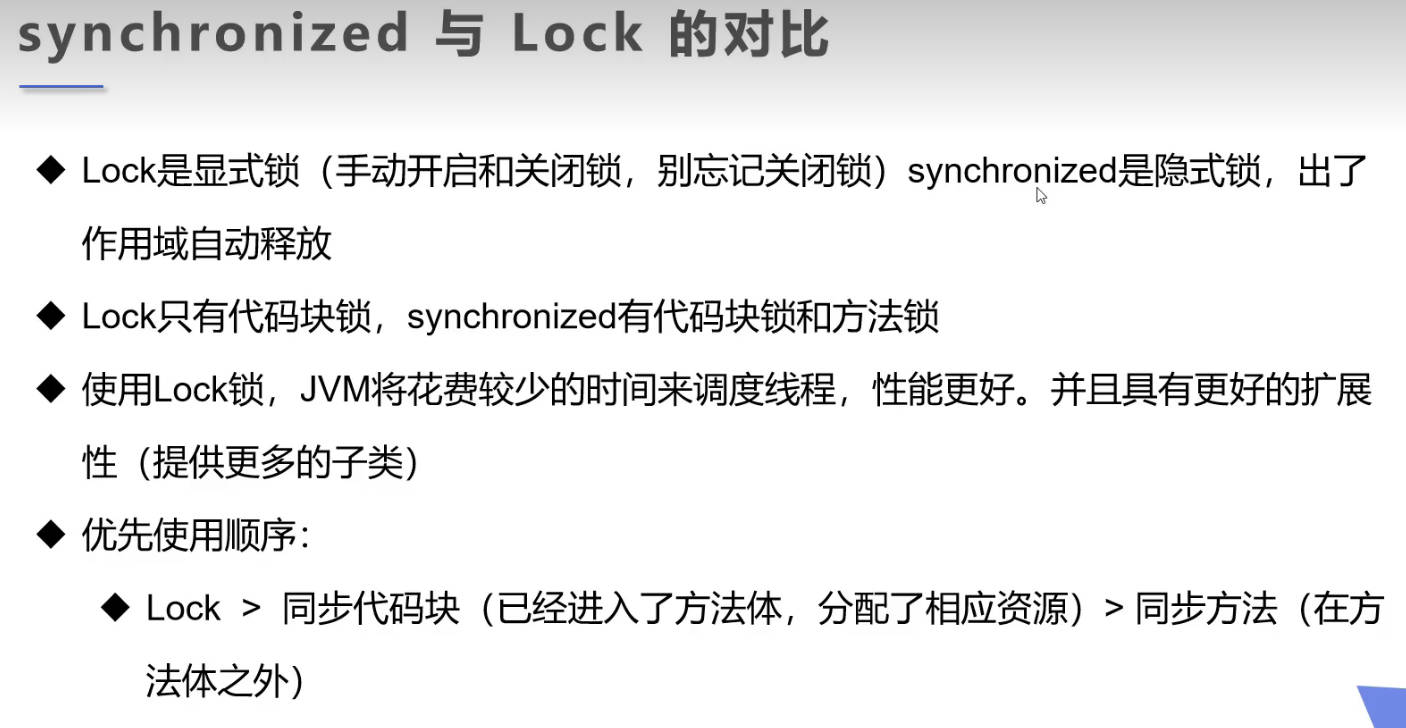 synchronized 与 Lock 的对比
◆ Lock是显式锁（手动开启和关闭锁，别忘记关闭锁）synchronized是隐式锁，出了
作用域自动释放
◆ Lock只有代码块锁，synchronized有代码块锁和方法锁
◆ 使用Lock锁，JVM将花费较少的时间来调度线程，性能更好。并且具有更好的扩展
性（提供更多的子类）
◆ 优先使用顺序：
◆ Lock > 同步代码块（已经进入了方法体，分配了相应资源）> 同步方法（在方
法体之外）